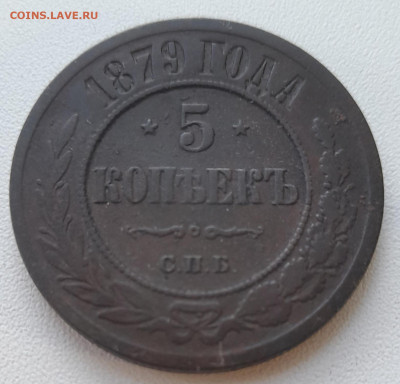 COINS.LAVE.RU
1879 ГОДА
5
КОПѢЕКЪ
С.П.Б.